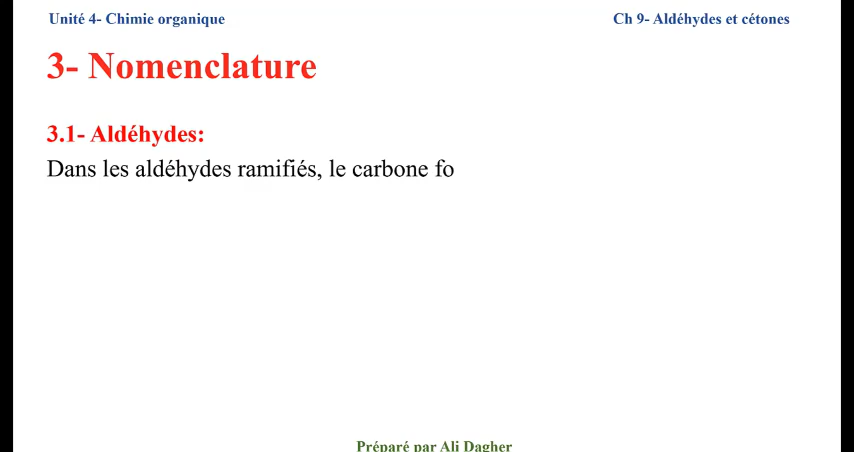 Unité 4- Chimie organique Ch 9- Aldéhydes et cétones
3- Nomenclature
3.1- Aldéhydes:
Dans les aldéhydes ramifiés, le carbone fo
Préparé par Ali Dagher